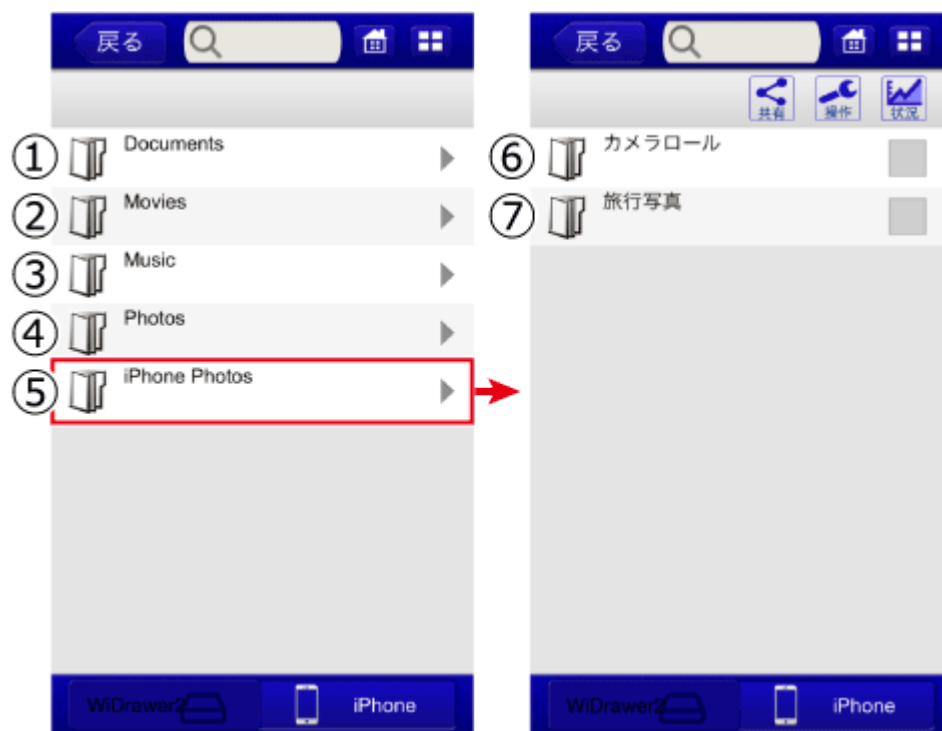 戻る
① Documents
② Movies
③ Music
④ Photos
⑤ iPhone Photos
WiDrawer2 iPhone
戻る
共有 操作 状況
⑥ カメラロール
⑦ 旅行写真
WiDrawer2 iPhone